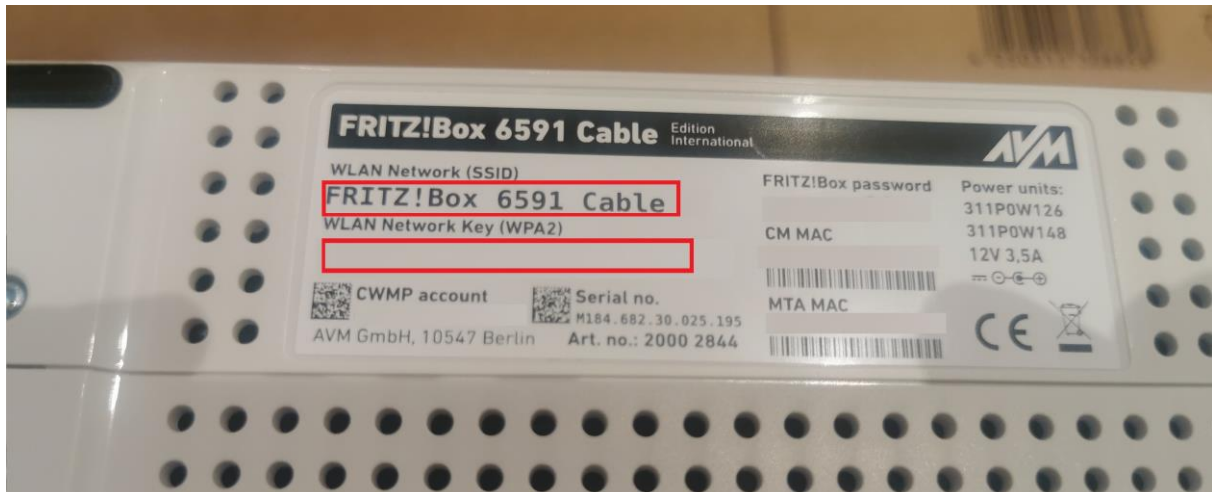 FRITZ!Box 6591 Cable Edition International
AVM
WLAN Network (SSID)
FRITZ!Box 6591 Cable
WLAN Network Key (WPA2)
CWMP account
Serial no.
M184.682.30.025.195
AVM GmbH, 10547 Berlin
Art. no.: 2000 2844
FRITZ!Box password
CM MAC
MTA MAC
Power units:
311P0W126
311P0W148
12V 3,5A
CE